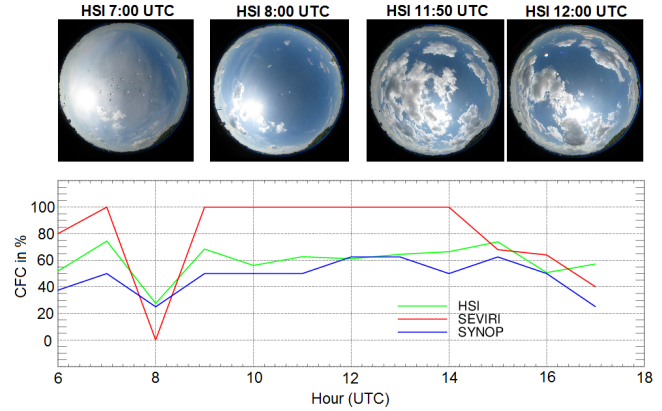 HSI 7:00 UTC HSI 8:00 UTC HSI 11:50 UTC HSI 12:00 UTC
CFC in %
100
80
60
40
20
0
HSI
SEVIRI
SYNOP
6 8 10 12 14 16 18
Hour (UTC)